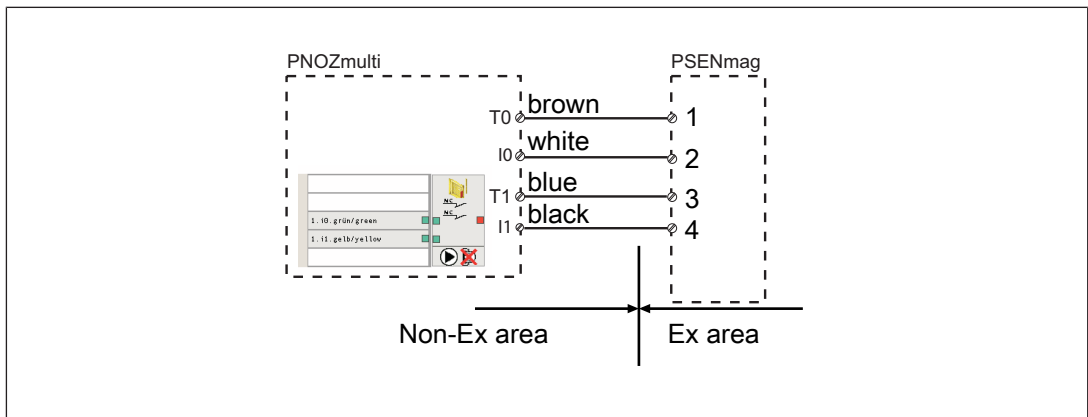 PNOZmulti
PSENmag
T0 brown 1
I0 white 2
T1 blue 3
I1 black 4
NC
NC
1.i0.grün/green
1.i1.gelb/yellow
Non-Ex area
Ex area